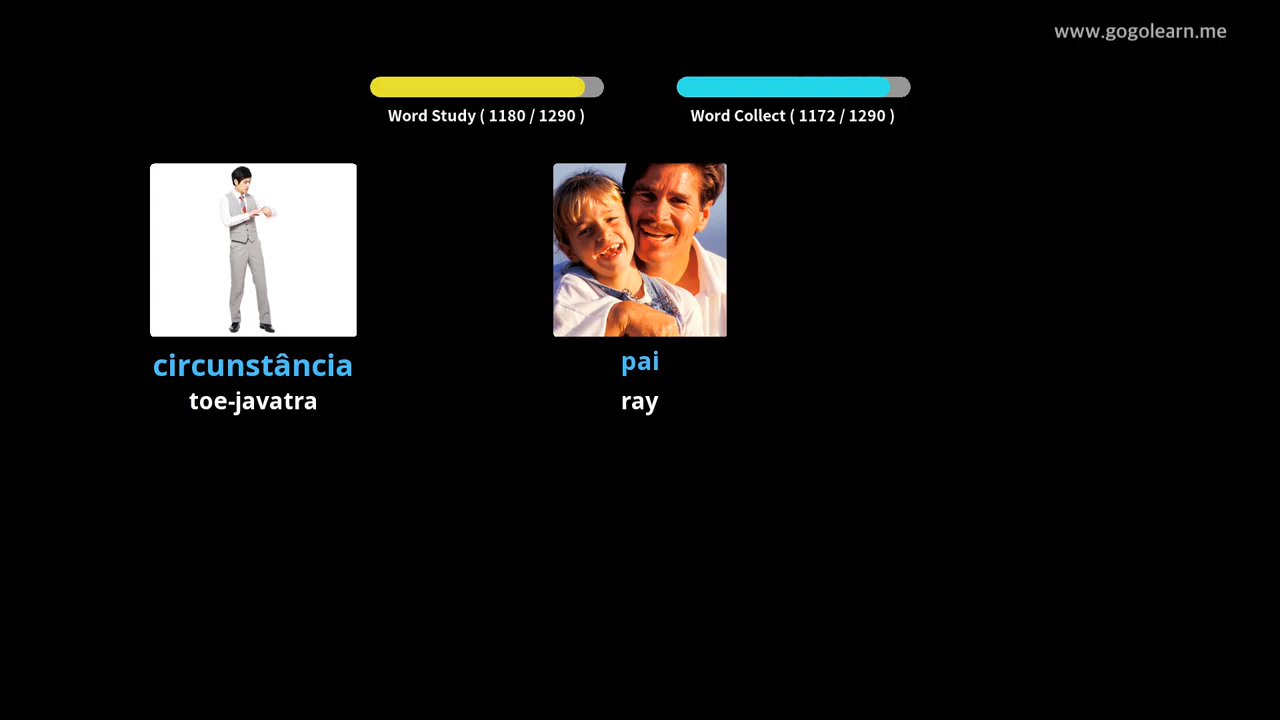 www.gogolearn.me
Word Study ( 1180 / 1290 )
Word Collect ( 1172 / 1290 )
circunstância
toe-javatra
pai
ray